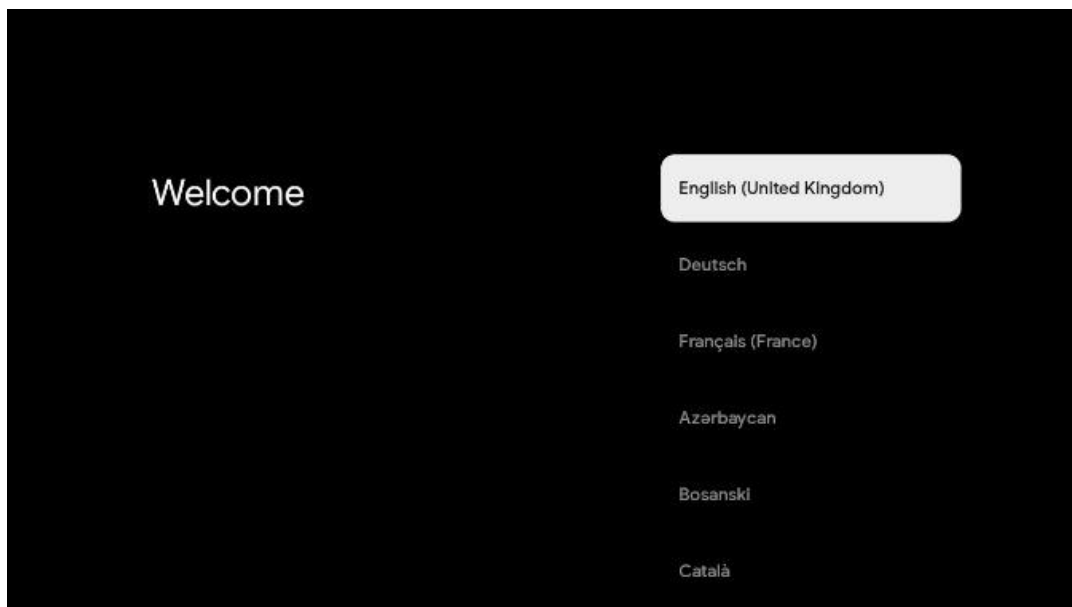 Welcome
English (United Kingdom)
Deutsch
Français (France)
Azərbaycan
Bosanski
Català